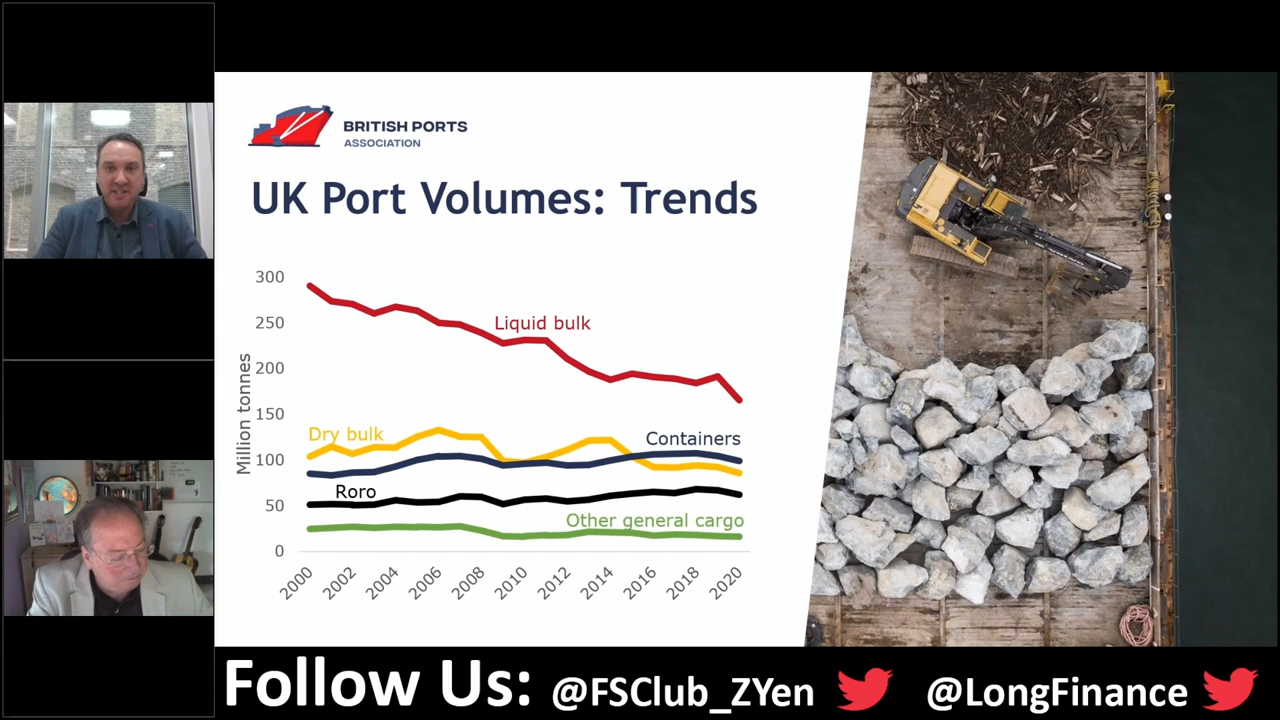 BRITISH PORTS
ASSOCIATION
UK Port Volumes: Trends
300
250
200
150
100
50
0
Million tonnes
Liquid bulk
Dry bulk
Containers
Roro
Other general cargo
2000
2002
2004
2006
2008
2010
2012
2014
2016
2018
2020
Follow Us: @FSClub_ZYen @LongFinance